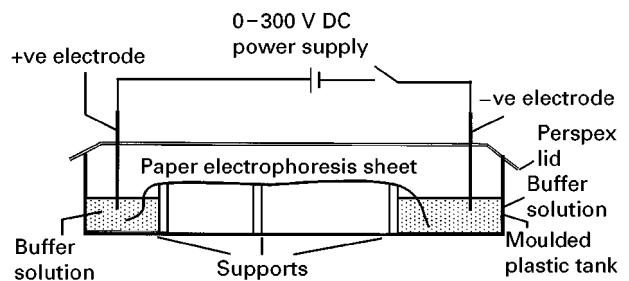 0–300 V DC
power supply
+ve electrode
−ve electrode
Perspex
lid
Paper electrophoresis sheet
Buffer
solution
Buffer
solution
Supports
Moulded
plastic tank